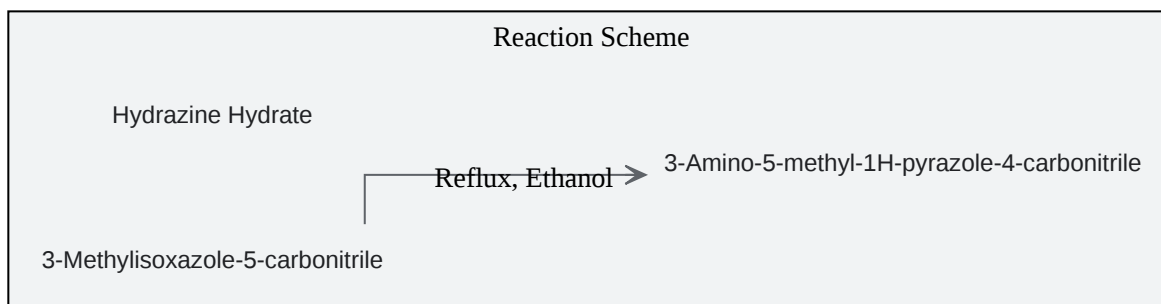 Reaction Scheme
Hydrazine Hydrate
Reflux, Ethanol
3-Amino-5-methyl-1H-pyrazole-4-carbonitrile
3-Methylisoxazole-5-carbonitrile